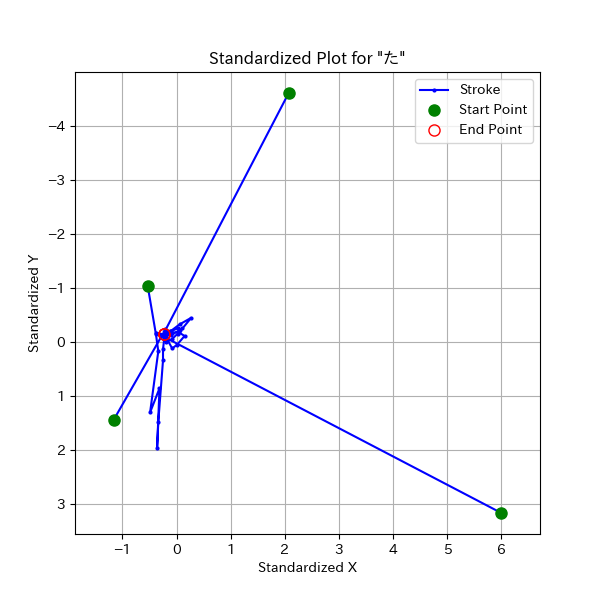 Standardized Plot for "た"
Stroke
Start Point
End Point
−4
−3
−2
−1
0
1
2
3
Standardized Y
−1 0 1 2 3 4 5 6
Standardized X